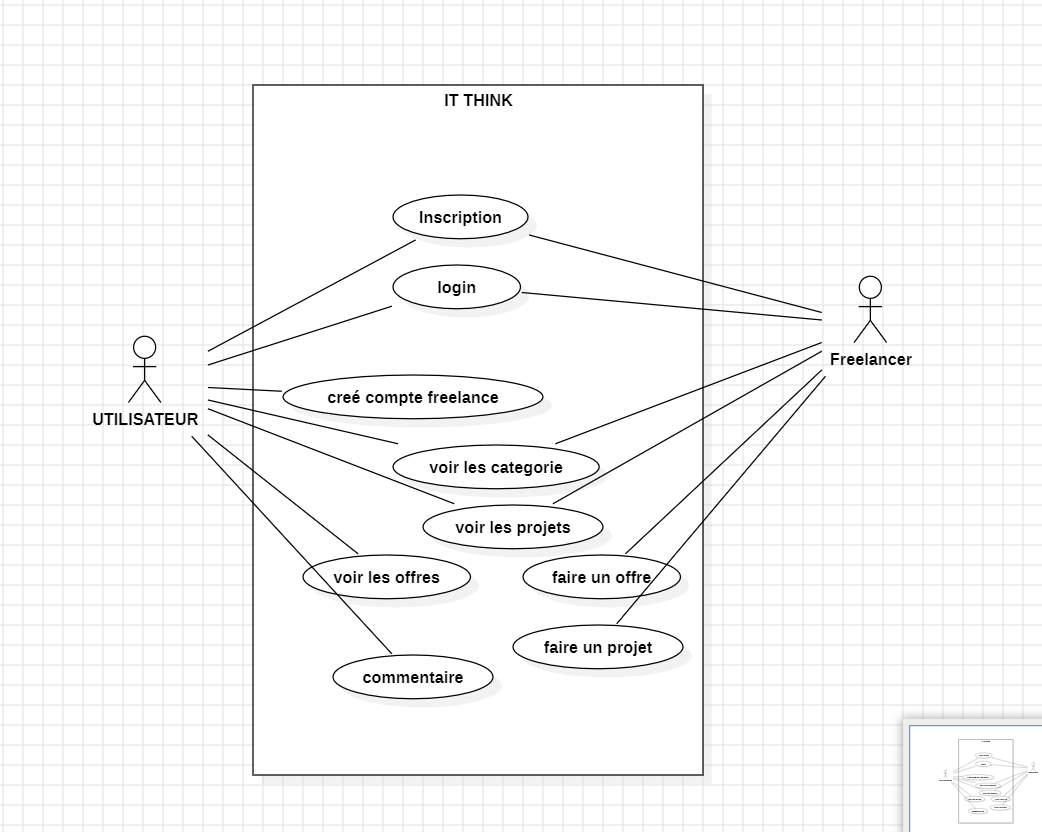 IT THINK
Inscription
login
Freelancer
creé compte freelance
UTILISATEUR
voir les categorie
voir les projets
voir les offres
faire un offre
faire un projet
commentaire